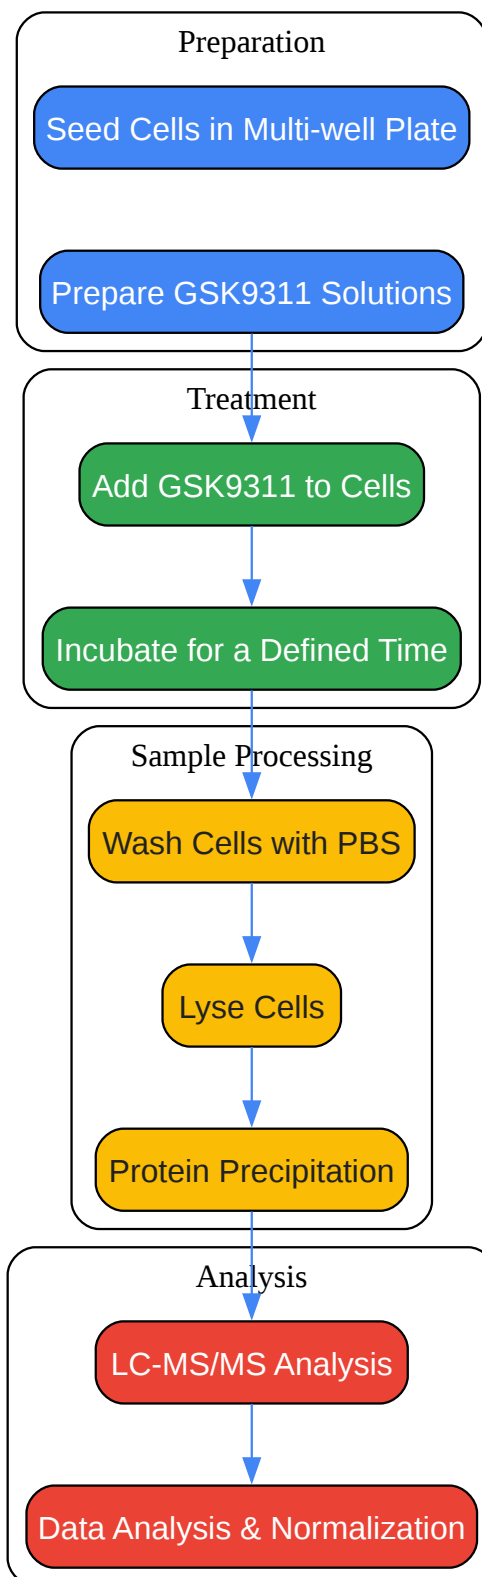 Preparation
Seed Cells in Multi-well Plate
Prepare GSK9311 Solutions
Treatment
Add GSK9311 to Cells
Incubate for a Defined Time
Sample Processing
Wash Cells with PBS
Lyse Cells
Protein Precipitation
Analysis
LC-MS/MS Analysis
Data Analysis & Normalization